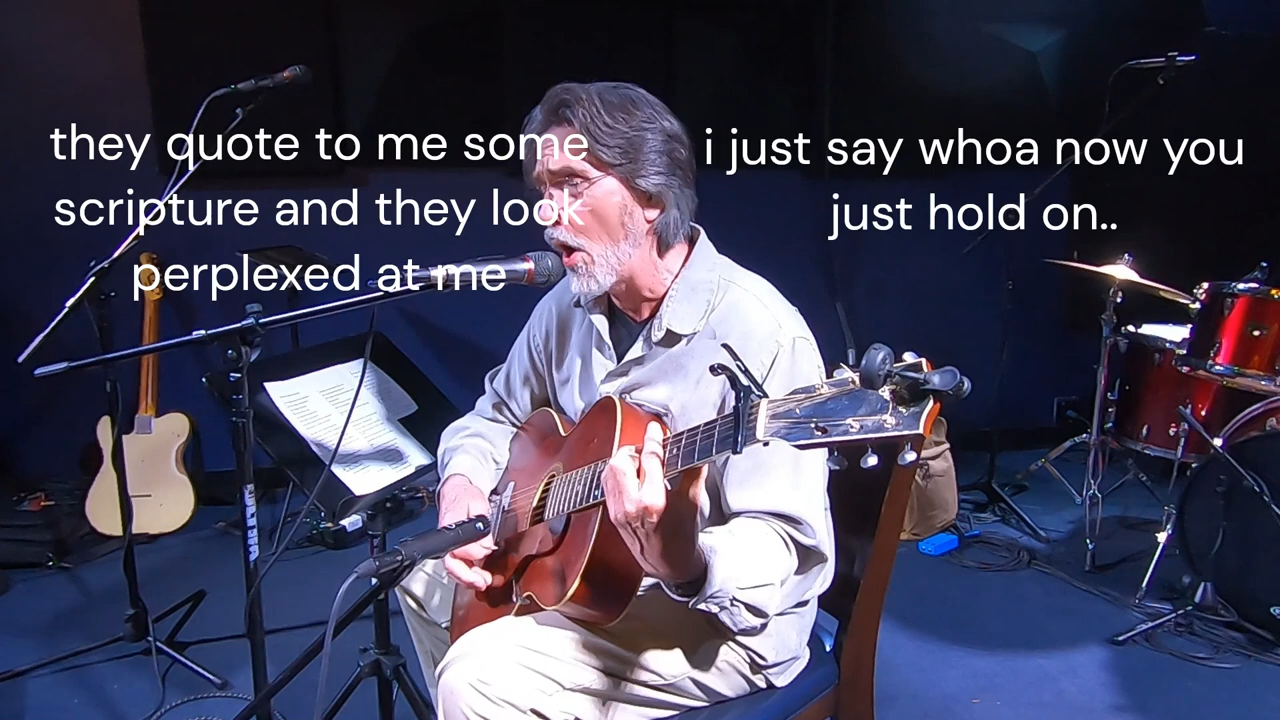 they quote to me some
scripture and they look
perplexed at me
i just say whoa now you
just hold on..